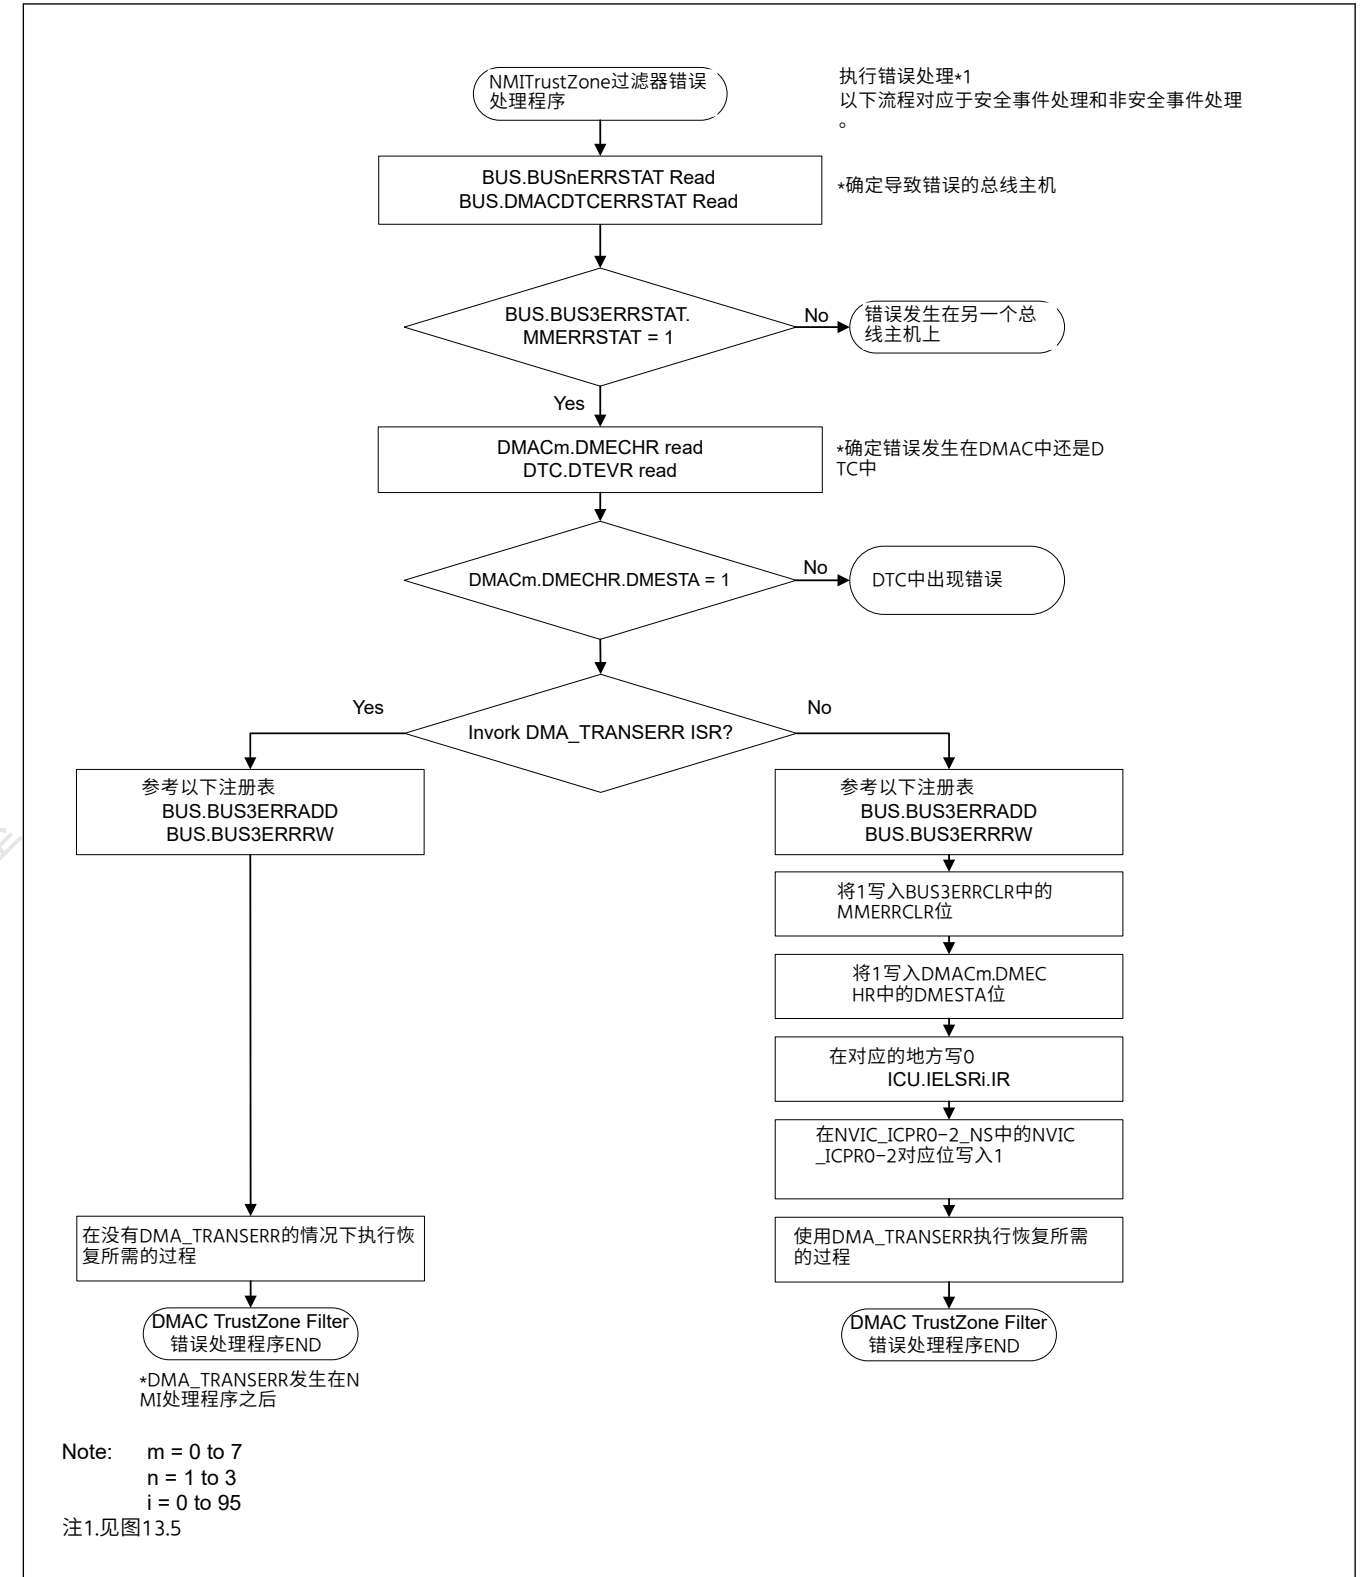 NMITrustZone过滤器错误
处理程序
执行错误处理*1
以下流程对应于安全事件处理和非安全事件处理
。
BUS.BUSnERRSTAT Read
BUS.DMACDTCERRSTAT Read
*确定导致错误的总线主机
BUS.BUS3ERRSTAT.
MMERRSTAT = 1
No
错误发生在另一个总
线主机上
Yes
DMACm.DMECHR read
DTC.DTEVR read
*确定错误发生在DMAC中还是D
TC中
DMACm.DMECHR.DMESTA = 1
No
DTC中出现错误
Yes
Invork DMA_TRANSERR ISR?
No
参考以下注册表
BUS.BUS3ERRADD
BUS.BUS3ERRRW
参考以下注册表
BUS.BUS3ERRADD
BUS.BUS3ERRRW
将1写入BUS3ERRCLR中的
MMERRCLR位
将1写入DMACm.DMEC
HR中的DMESTA位
在对应的地方写0
ICU.IELSRi.IR
在NVIC_ICPR0-2_NS中的NVIC
_ICPR0-2对应位写入1
在没有DMA_TRANSERR的情况下执行恢
复所需的过程
使用DMA_TRANSERR执行恢复所需
的过程
DMAC TrustZone Filter
错误处理程序END
DMAC TrustZone Filter
错误处理程序END
*DMA_TRANSERR发生在N
MI处理程序之后
Note: m = 0 to 7
n = 1 to 3
i = 0 to 95
注1.见图13.5